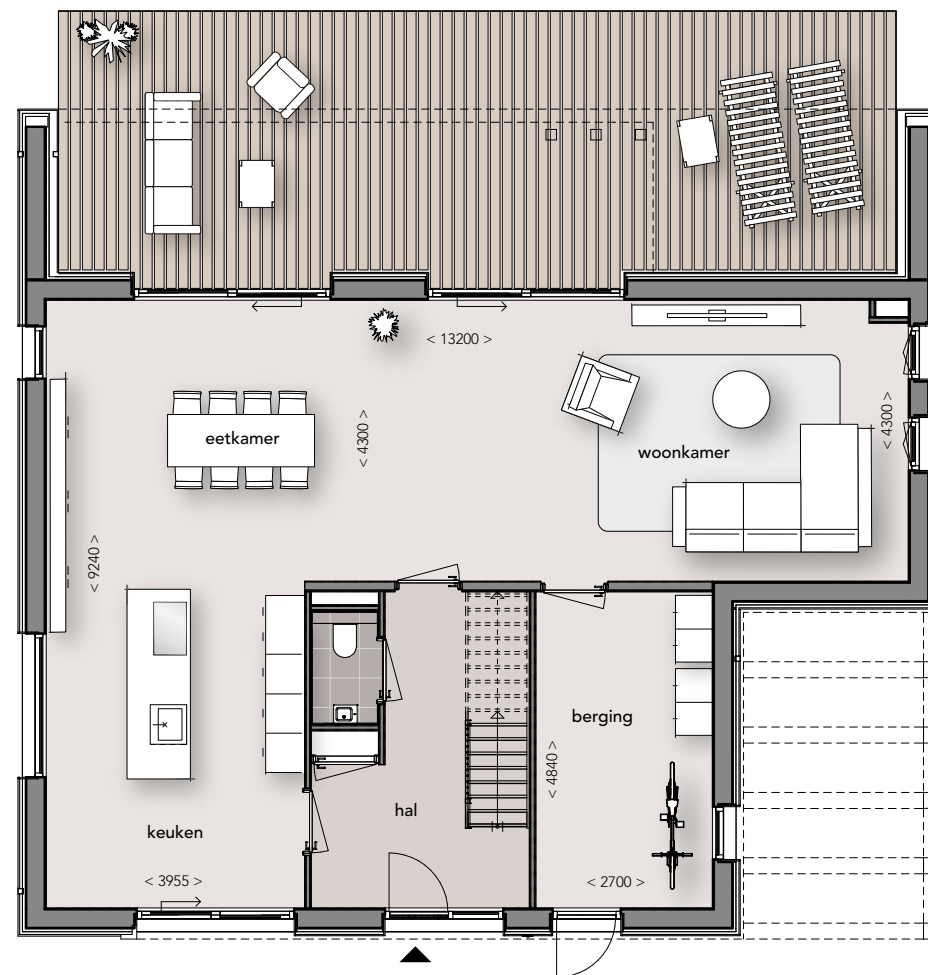 < 13200 >
< 4300 >
< 4300 >
eetkamer
woonkamer
< 9240 >
berging
< 4840 >
hal
keuken
< 3955 >
< 2700 >